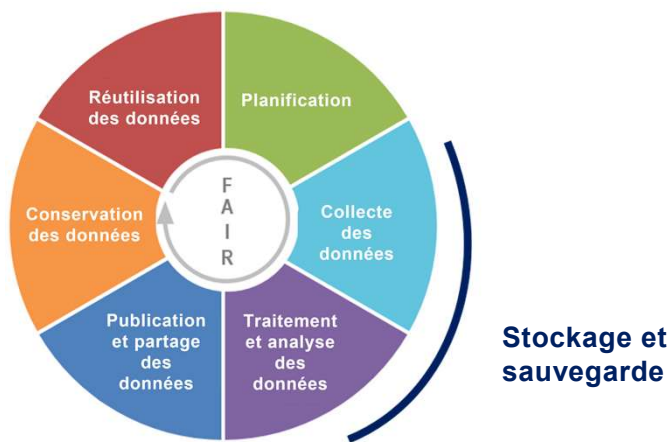 Réutilisation
des données
Planification
Conservation
des données
F
A
I
R
Collecte
des
données
Publication
et partage
des
données
Traitement
et analyse
des
données
Stockage et
sauvegarde